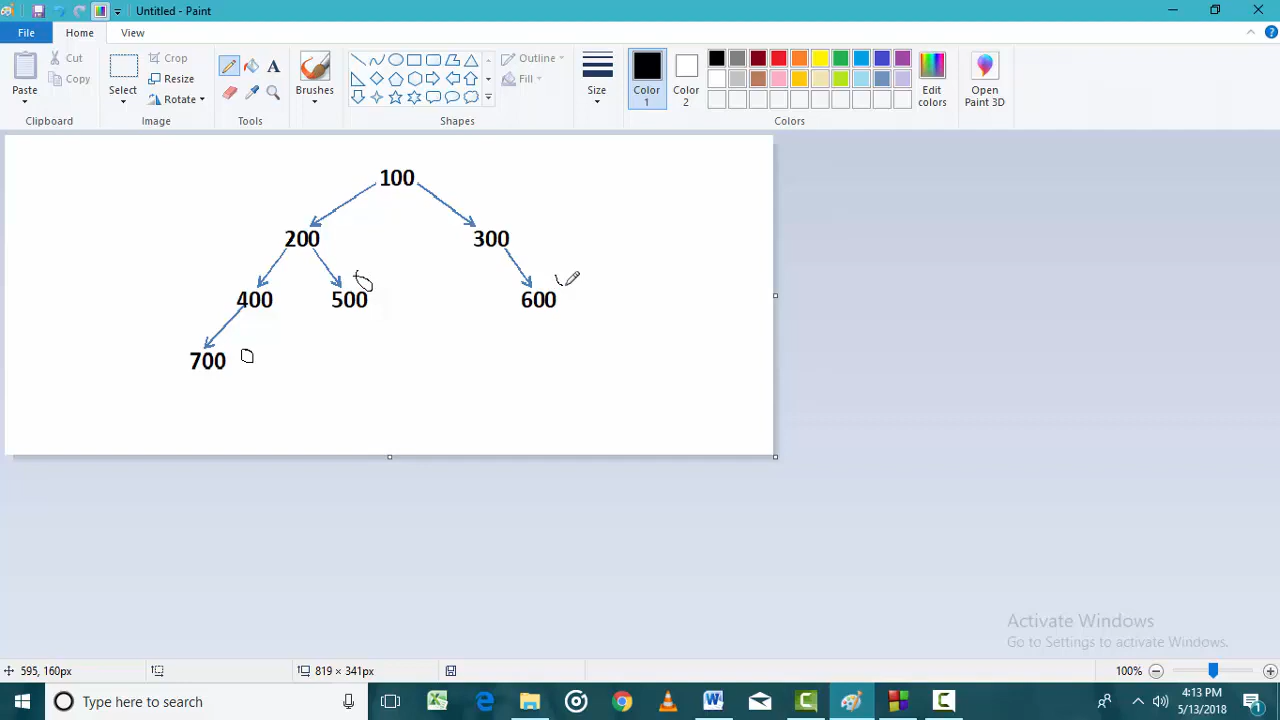 Untitled - Paint
File Home View
Paste Cut Copy
Clipboard
Select Crop Resize Rotate
Image
A
Tools
Brushes
Shapes
Outline
Fill
Size
Color 1
Color 2
Edit colors
Open Paint 3D
Colors
100
200 300
400 500 600
700 0
Activate Windows
Go to Settings to activate Windows.
595, 160px 819 × 341px 100%
Type here to search
4:13 PM
5/13/2018
1